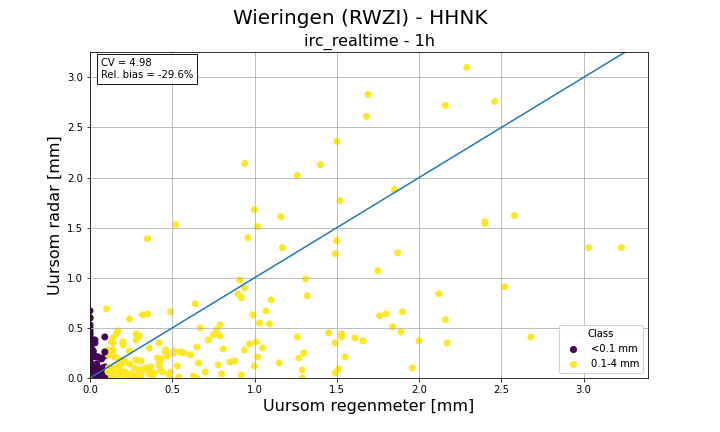 Wieringen (RWZI) - HHNK
irc_realtime - 1h
CV = 4.98
Rel. bias = -29.6%
Uursom radar [mm]
3.0
2.5
2.0
1.5
1.0
0.5
0.0
Class
<0.1 mm
0.1-4 mm
0.0 0.5 1.0 1.5 2.0 2.5 3.0
Uursom regenmeter [mm]